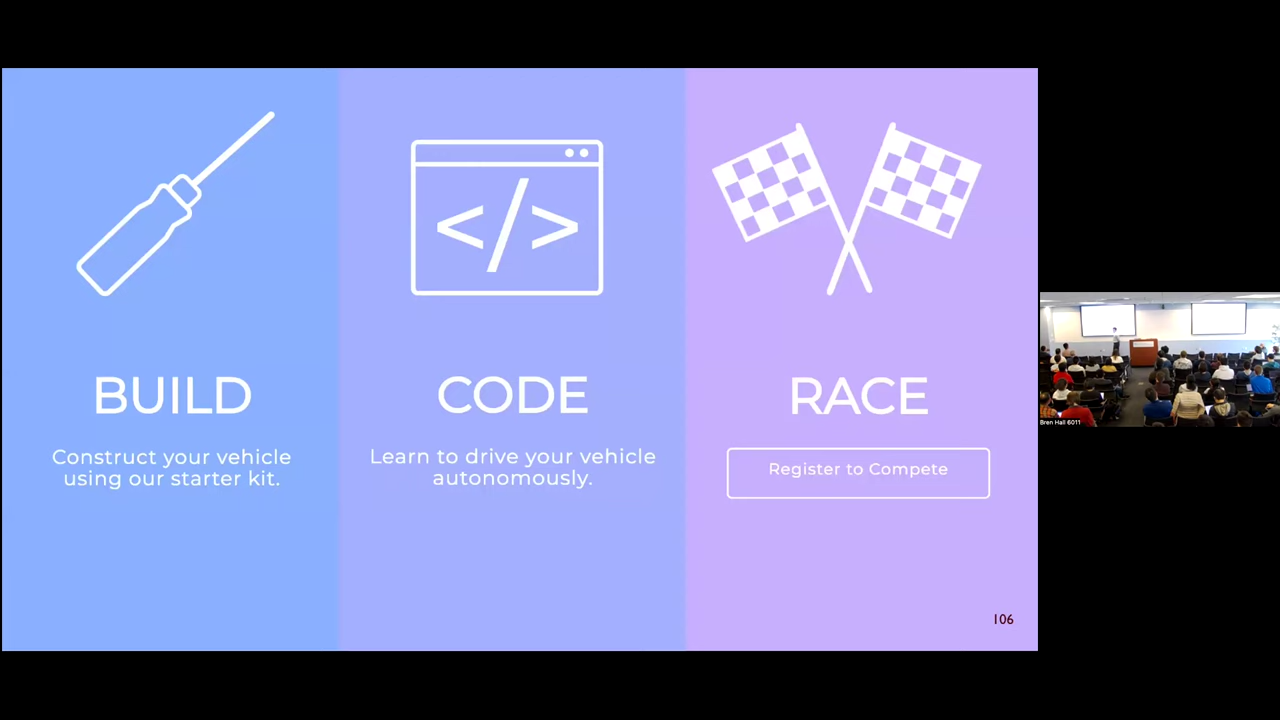 </>
BUILD
Construct your vehicle
using our starter kit.
CODE
Learn to drive your vehicle
autonomously.
RACE
Register to Compete
106
Bren Hall 6011